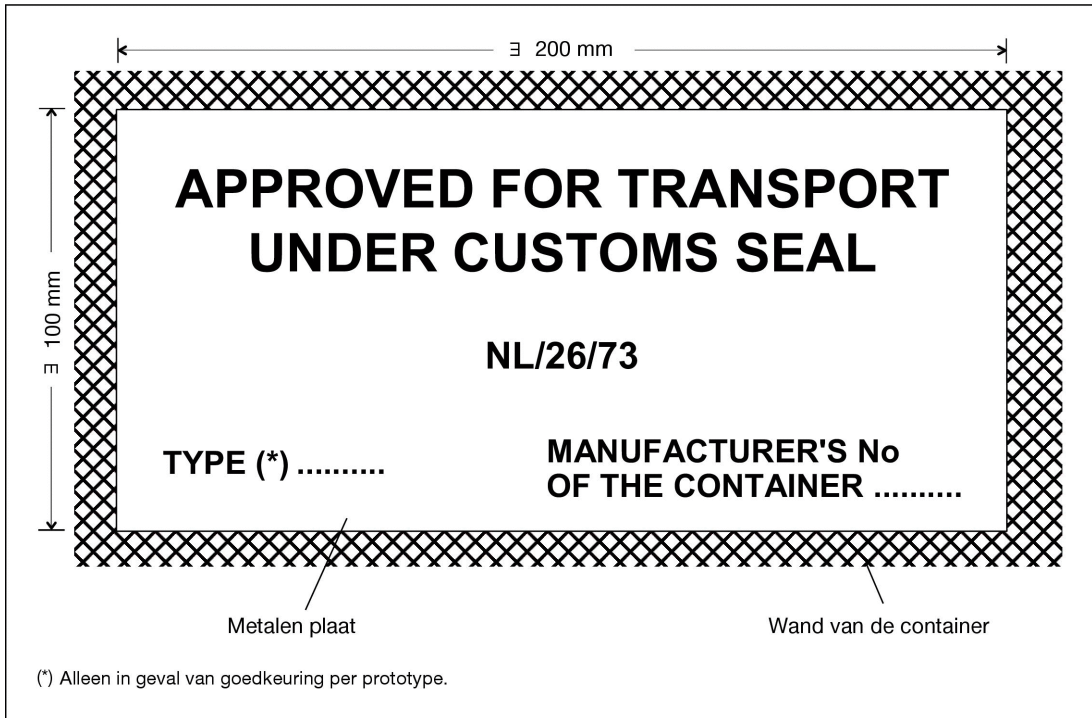 ∃ 200 mm
∃ 100 mm
APPROVED FOR TRANSPORT
UNDER CUSTOMS SEAL
NL/26/73
TYPE (*) ..........
MANUFACTURER'S No
OF THE CONTAINER ..........
Metalen plaat
Wand van de container
(*) Alleen in geval van goedkeuring per prototype.